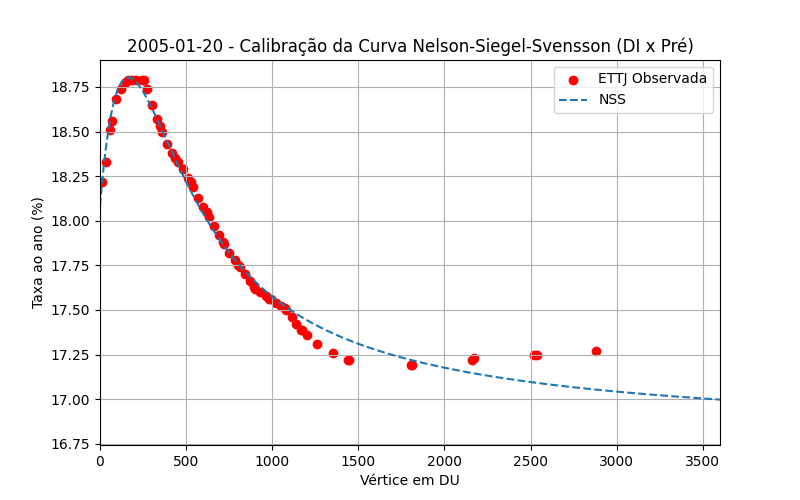 2005-01-20 - Calibração da Curva Nelson-Siegel-Svensson (DI x Pré)
ETTJ Observada
NSS
Taxa ao ano (%)
18.75
18.50
18.25
18.00
17.75
17.50
17.25
17.00
16.75
0 500 1000 1500 2000 2500 3000 3500
Vértice em DU